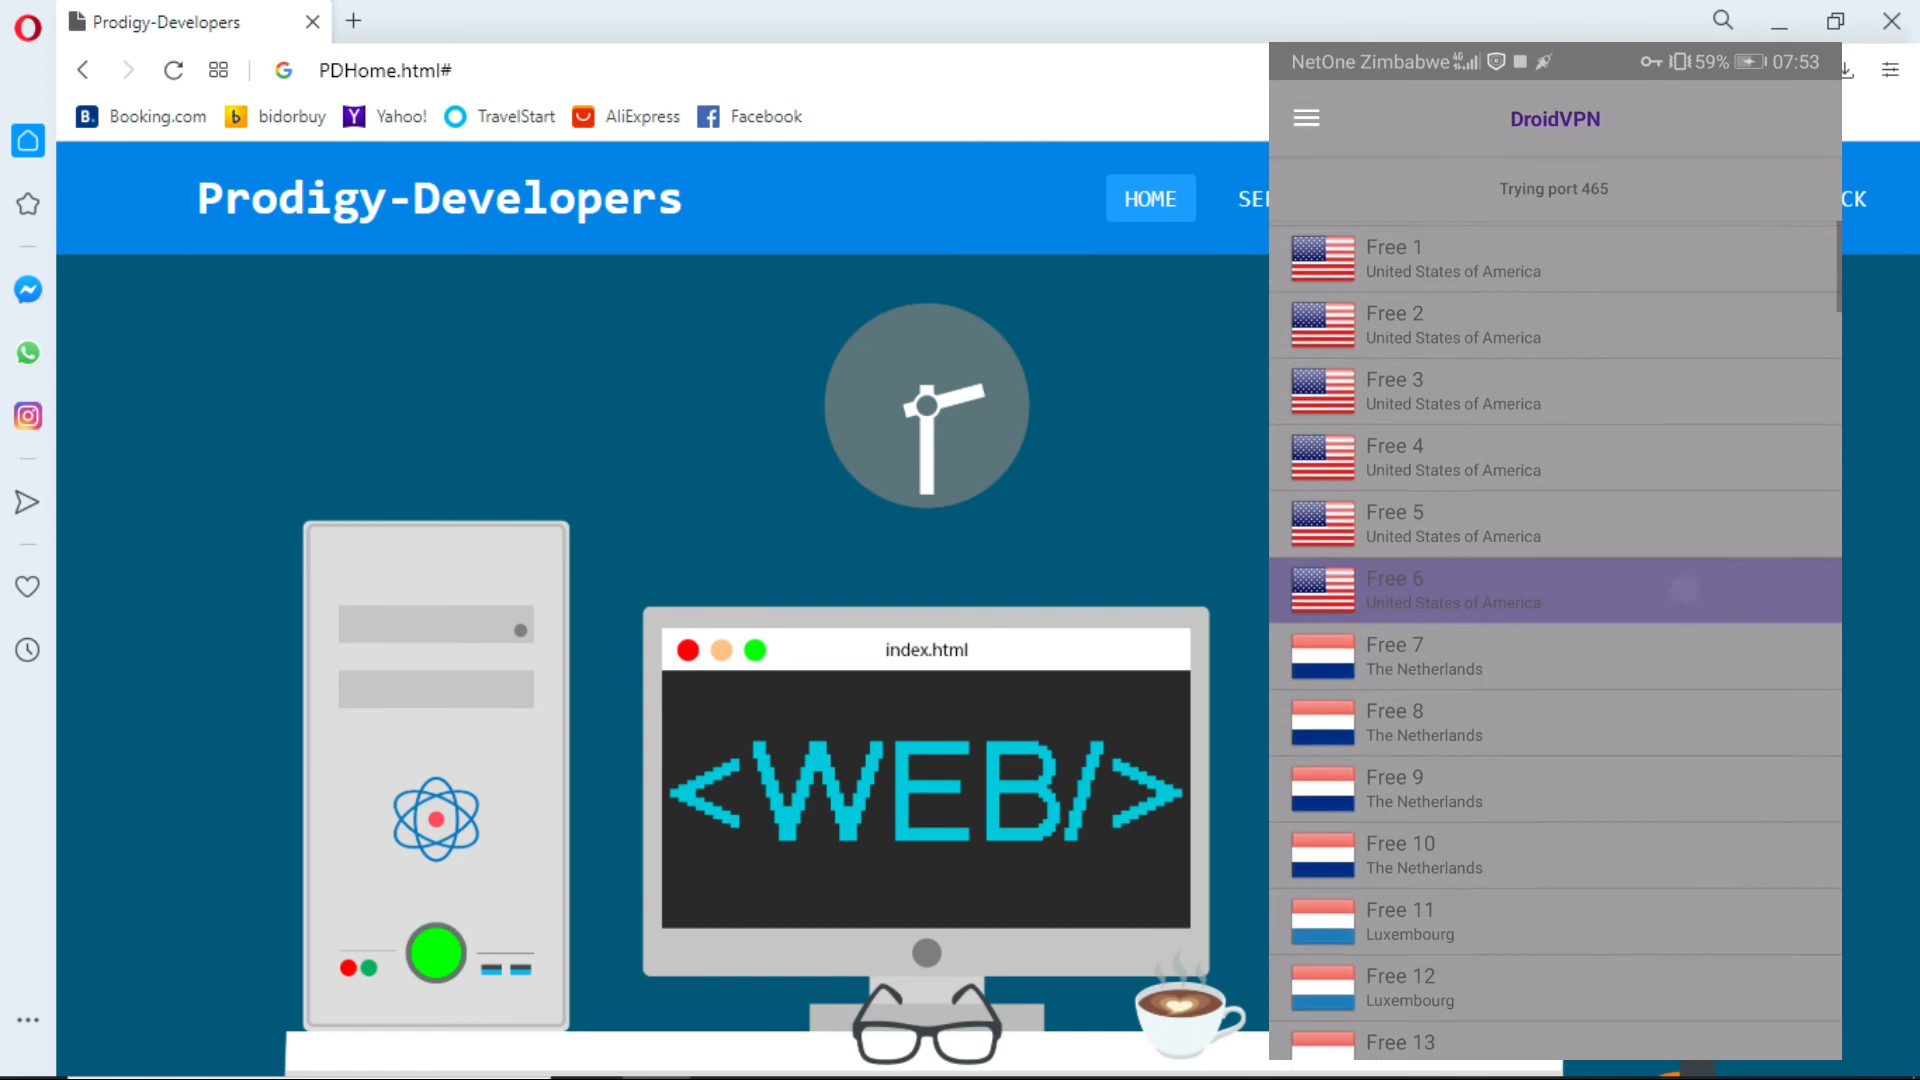 Prodigy-Developers
PDHome.html#
Booking.com
bidorbuy
Yahoo!
TravelStart
AliExpress
Facebook
Prodigy-Developers
HOME
SE
CK
index.html
<WEB/>
NetOne Zimbabwe 4G 59% 07:53
DroidVPN
Trying port 465
Free 1
United States of America
Free 2
United States of America
Free 3
United States of America
Free 4
United States of America
Free 5
United States of America
Free 6
United States of America
Free 7
The Netherlands
Free 8
The Netherlands
Free 9
The Netherlands
Free 10
The Netherlands
Free 11
Luxembourg
Free 12
Luxembourg
Free 13